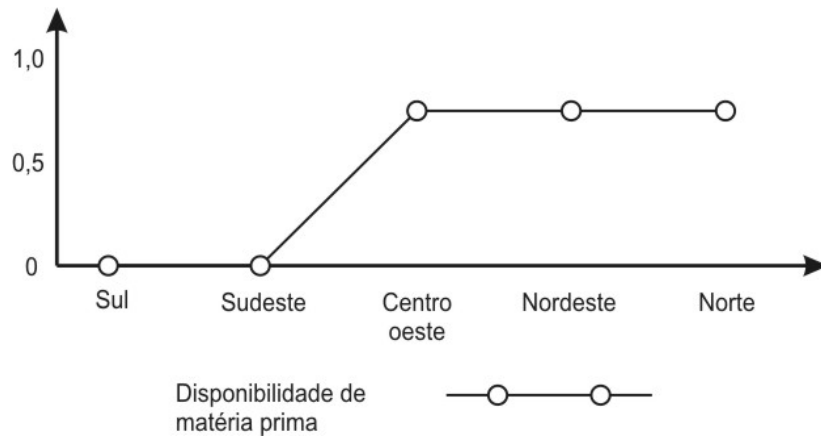 1,0
0,5
0
Sul
Sudeste
Centro
oeste
Nordeste
Norte
Disponibilidade de
matéria prima